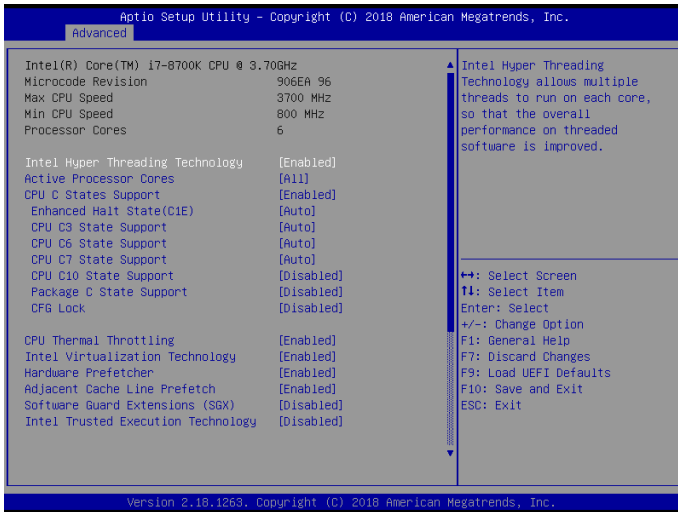 Aptio Setup Utility – Copyright (C) 2018 American Megatrends, Inc.
Advanced
Intel(R) Core(TM) i7-8700K CPU @ 3.70GHz
Microcode Revision 906EA 96
Max CPU Speed 3700 MHz
Min CPU Speed 800 MHz
Processor Cores 6
Intel Hyper Threading Technology [Enabled]
Active Processor Cores [All]
CPU C States Support [Enabled]
Enhanced Halt State(C1E) [Auto]
CPU C3 State Support [Auto]
CPU C6 State Support [Auto]
CPU C7 State Support [Auto]
CPU C10 State Support [Disabled]
Package C State Support [Disabled]
CFG Lock [Disabled]
CPU Thermal Throttling [Enabled]
Intel Virtualization Technology [Enabled]
Hardware Prefetcher [Enabled]
Adjacent Cache Line Prefetch [Enabled]
Software Guard Extensions (SGX) [Disabled]
Intel Trusted Execution Technology [Disabled]
Intel Hyper Threading
Technology allows multiple
threads to run on each core,
so that the overall
performance on threaded
software is improved.
↔: Select Screen
↑↓: Select Item
Enter: Select
+/-: Change Option
F1: General Help
F7: Discard Changes
F9: Load UEFI Defaults
F10: Save and Exit
ESC: Exit
Version 2.18.1263. Copyright (C) 2018 American Megatrends, Inc.